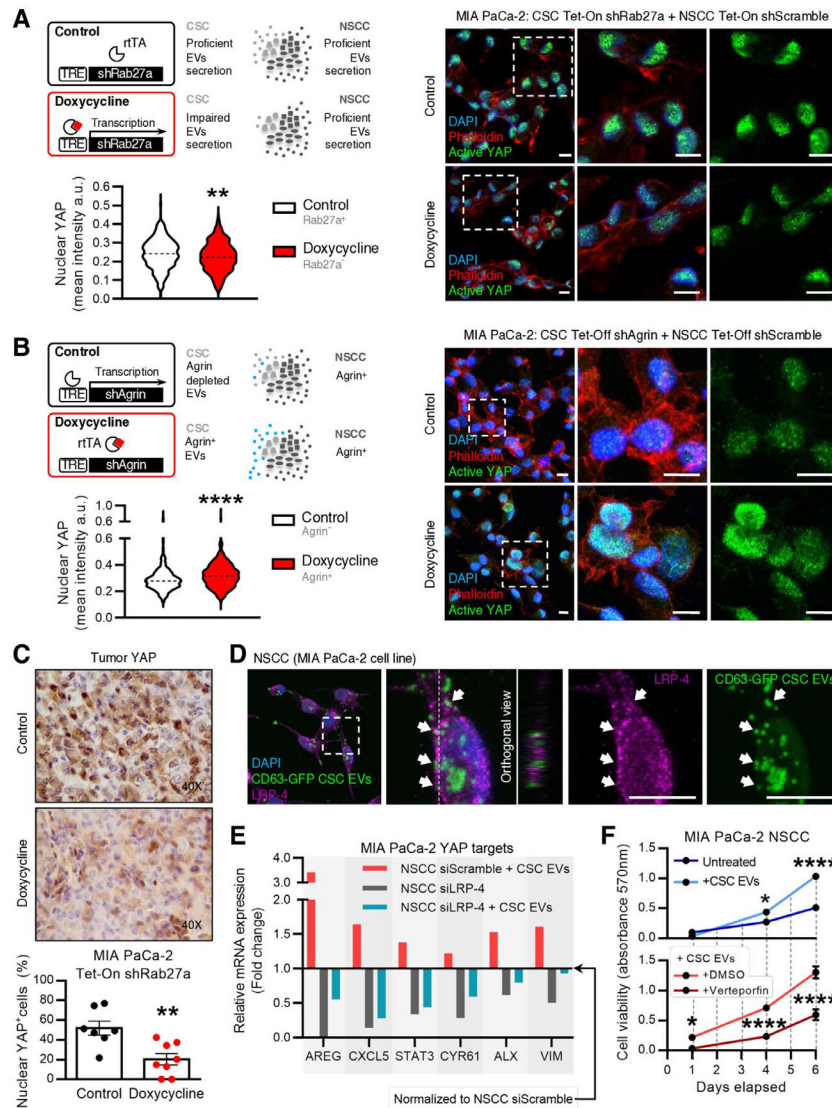 A
Control
rtTA
TRE shRab27a
CSC
Proficient
EVs
secretion
NSCC
Proficient
EVs
secretion
Doxycycline
Transcription
TRE shRab27a
CSC
Impaired
EVs
secretion
NSCC
Proficient
EVs
secretion
Nuclear YAP
(mean intensity a.u.)
0.6
0.5
0.4
0.3
0.2
0.1
0.0
**
Control
Rab27a⁺
Doxycycline
Rab27a⁻
MIA PaCa-2: CSC Tet-On shRab27a + NSCC Tet-On shScramble
Control
DAPI
Phalloidin
Active YAP
Doxycycline
DAPI
Phalloidin
Active YAP
B
Control
Transcription
TRE shAgrin
CSC
Agrin
depleted
EVs
NSCC
Agrin⁺
Doxycycline
rtTA
TRE shAgrin
CSC
Agrin⁺
EVs
NSCC
Agrin⁺
Nuclear YAP
(mean intensity a.u.)
1.0
0.8
0.6
0.4
0.2
0.0
****
Control
Agrin⁻
Doxycycline
Agrin⁺
MIA PaCa-2: CSC Tet-Off shAgrin + NSCC Tet-Off shScramble
Control
DAPI
Phalloidin
Active YAP
Doxycycline
DAPI
Phalloidin
Active YAP
C
Tumor YAP
Control
40X
Doxycycline
40X
MIA PaCa-2
Tet-On shRab27a
Nuclear YAP⁺cells (%)
100
80
60
40
20
0
**
Control Doxycycline
D
NSCC (MIA PaCa-2 cell line)
DAPI
CD63-GFP CSC EVs
LRP-4
Orthogonal view
LRP-4
CD63-GFP CSC EVs
E
MIA PaCa-2 YAP targets
Relative mRNA expression
(Fold change)
4.0
3.0
2.0
1.5
1.0
0.5
0.0
NSCC siScramble + CSC EVs
NSCC siLRP-4
NSCC siLRP-4 + CSC EVs
AREG CXCL5 STAT3 CYR61 ALX VIM
Normalized to NSCC siScramble
F
MIA PaCa-2 NSCC
Cell viability (absorbance 570nm)
1.5
1.0
0.5
0.0
Untreated
+CSC EVs
*
****
1.5
1.0
0.5
0.0
+ CSC EVs
+DMSO
+Verteporfin
*
****
****
0 1 2 3 4 5 6
Days elapsed